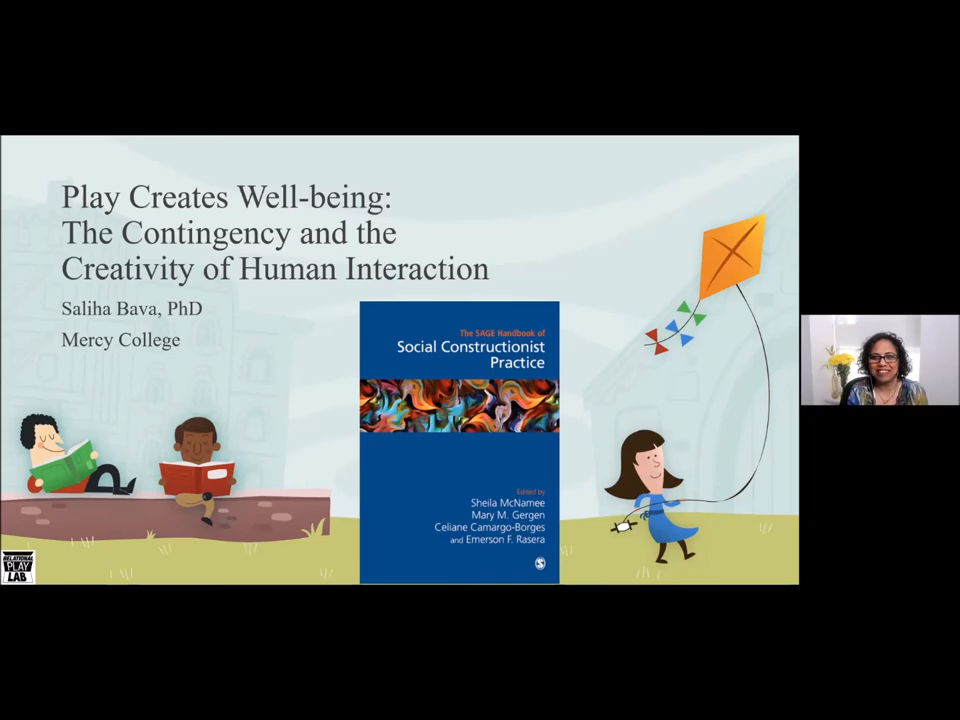 Play Creates Well-being:
The Contingency and the
Creativity of Human Interaction
Saliha Bava, PhD
Mercy College
The SAGE Handbook of
Social Constructionist
Practice
Edited by
Sheila McNamee
Mary M. Gergen
Celiane Camargo-Borges
and Emerson F. Rasera
S
RELATIONAL
PLAY
LAB